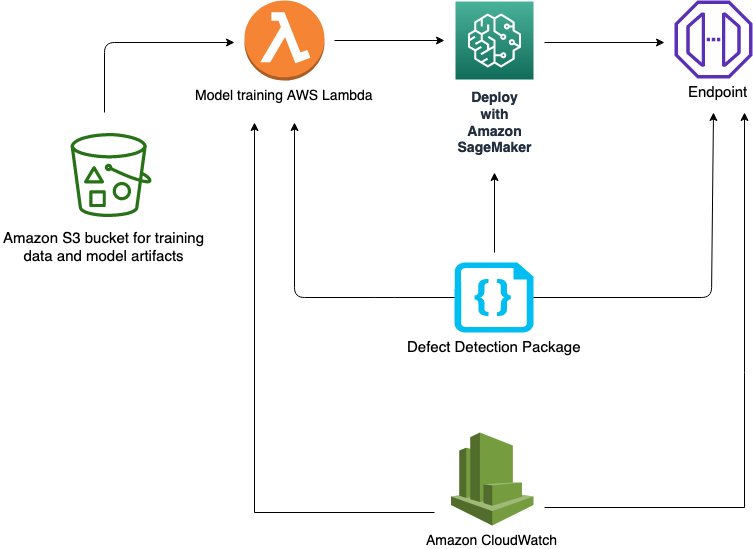 Model training AWS Lambda
Deploy
with
Amazon
SageMaker
Endpoint
Amazon S3 bucket for training
data and model artifacts
Defect Detection Package
Amazon CloudWatch